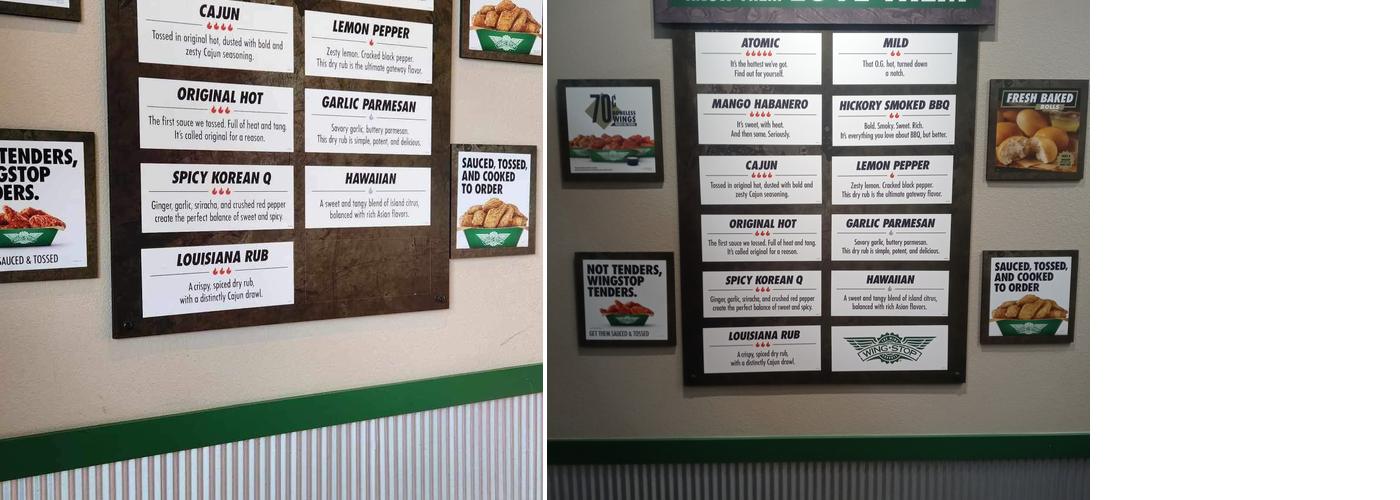 CAJUN
Tossed in original hot, dusted with bold and
zesty Cajun seasoning.
LEMON PEPPER
Zesty lemon. Cracked black pepper.
This dry rub is the ultimate gateway flavor.
ORIGINAL HOT
The first sauce we tossed. Full of heat and tang.
It's called original for a reason.
GARLIC PARMESAN
Savory garlic, buttery parmesan.
This dry rub is simple, potent, and delicious.
SPICY KOREAN Q
Ginger, garlic, sriracha, and crushed red pepper
create the perfect balance of sweet and spicy.
HAWAIIAN
A sweet and tangy blend of island citrus,
balanced with rich Asian flavors.
LOUISIANA RUB
A crispy, spiced dry rub,
with a distinctly Cajun drawl.
TENDERS,
SAUCED & TOSSED
SAUCED, TOSSED,
AND COOKED
TO ORDER
LOVE THEM
ATOMIC
It's the hottest we've got.
Find out for yourself.
MILD
That O.G. hot, turned down
a notch.
MANGO HABANERO
It's sweet, with heat.
And then some. Seriously.
HICKORY SMOKED BBQ
Bold. Smoky. Sweet. Rich.
It's everything you love about BBQ, but better.
CAJUN
Tossed in original hot, dusted with bold and
zesty Cajun seasoning.
LEMON PEPPER
Zesty lemon. Cracked black pepper.
This dry rub is the ultimate gateway flavor.
ORIGINAL HOT
The first sauce we tossed. Full of heat and tang.
It's called original for a reason.
GARLIC PARMESAN
Savory garlic, buttery parmesan.
This dry rub is simple, potent, and delicious.
SPICY KOREAN Q
Ginger, garlic, sriracha, and crushed red pepper
create the perfect balance of sweet and spicy.
HAWAIIAN
A sweet and tangy blend of island citrus,
balanced with rich Asian flavors.
LOUISIANA RUB
A crispy, spiced dry rub,
with a distinctly Cajun drawl.
WING·STOP
70¢
BONELESS
WINGS
NOT TENDERS,
WINGSTOP
TENDERS.
GET THEM SAUCED & TOSSED
FRESH BAKED
ROLLS
SAUCED, TOSSED,
AND COOKED
TO ORDER